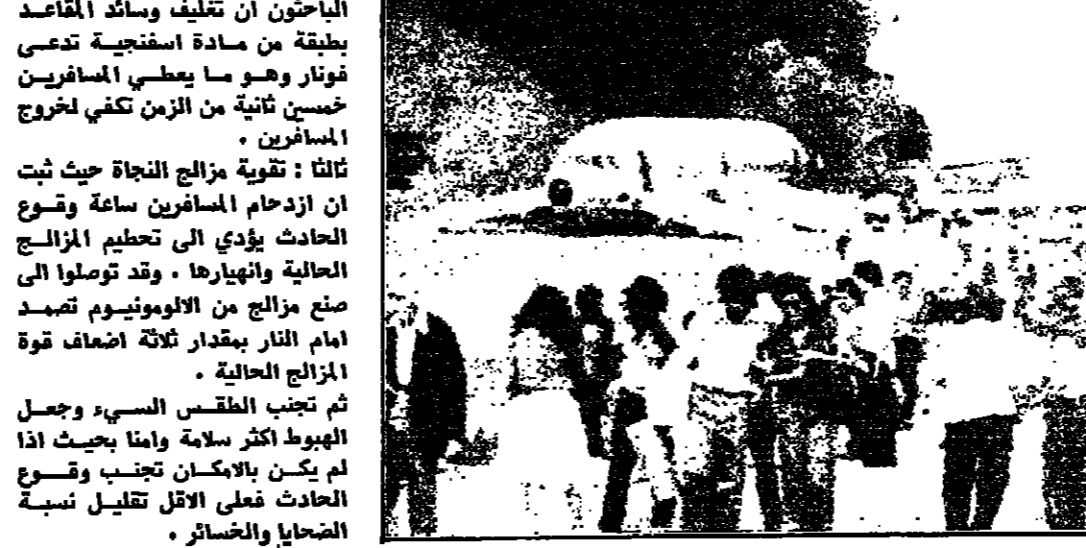 الباحثون ان تغليف وسائد المقاعد
بطبقة من مادة اسفنجية تدعى
فونار وهو ما يعطي المسافرين
خمسين ثانية من الزمن تكفي لخروج
المسافرين .
ثالثا : تقوية مزالج النجاة حيث ثبت
ان ازدحام المسافرين ساعة وقوع
الحادث يؤدي الى تحطيم المزالج
الحالية وانهيارها . وقد توصلوا الى
صنع مزالج من الالومونيوم تصمد
امام النار بمقدار ثلاثة اضعاف قوة
المزالج الحالية .
ثم تجنب الطقس السيء وجعل
الهبوط اكثر سلامة وامنا بحيث اذا
لم يكن بالامكان تجنب وقوع
الحادث فعلى الاقل تقليل نسبة
الضحايا والخسائر .